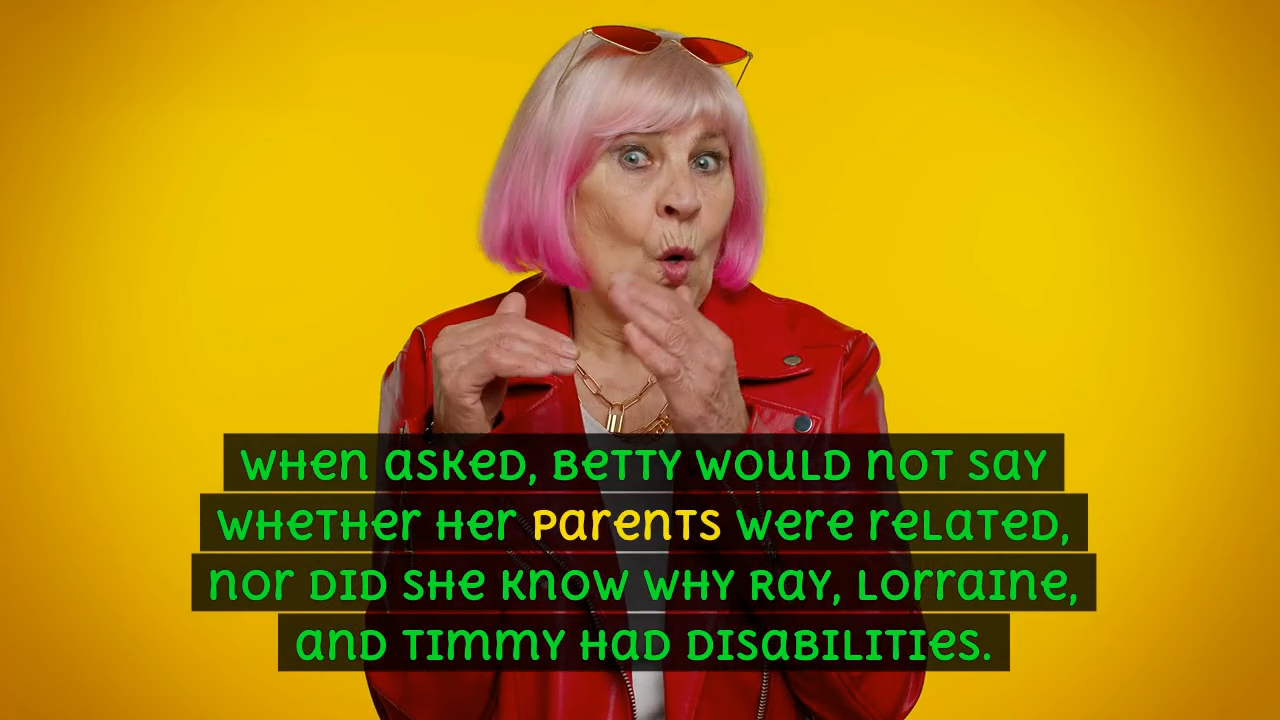 When asked, Betty would not say
whether her parents were related,
nor did she know why Ray, Lorraine,
and Timmy had disabilities.